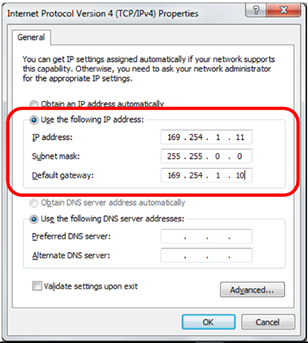 Internet Protocol Version 4 (TCP/IPv4) Properties
General
You can get IP settings assigned automatically if your network supports
this capability. Otherwise, you need to ask your network administrator
for the appropriate IP settings.
Obtain an IP address automatically
Use the following IP address:
IP address: 169 . 254 . 1 . 11
Subnet mask: 255 . 255 . 0 . 0
Default gateway: 169 . 254 . 1 . 10
Obtain DNS server address automatically
Use the following DNS server addresses:
Preferred DNS server: . . .
Alternate DNS server: . . .
Validate settings upon exit
Advanced...
OK Cancel